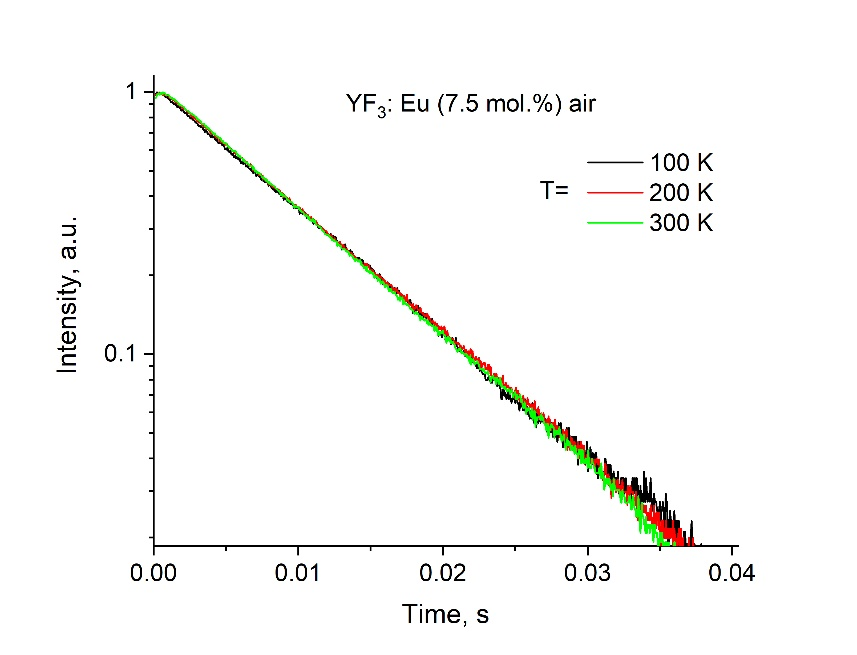 1
YF₃: Eu (7.5 mol.%) air
T=
100 K
200 K
300 K
Intensity, a.u.
0.1
0.00
0.01
0.02
0.03
0.04
Time, s